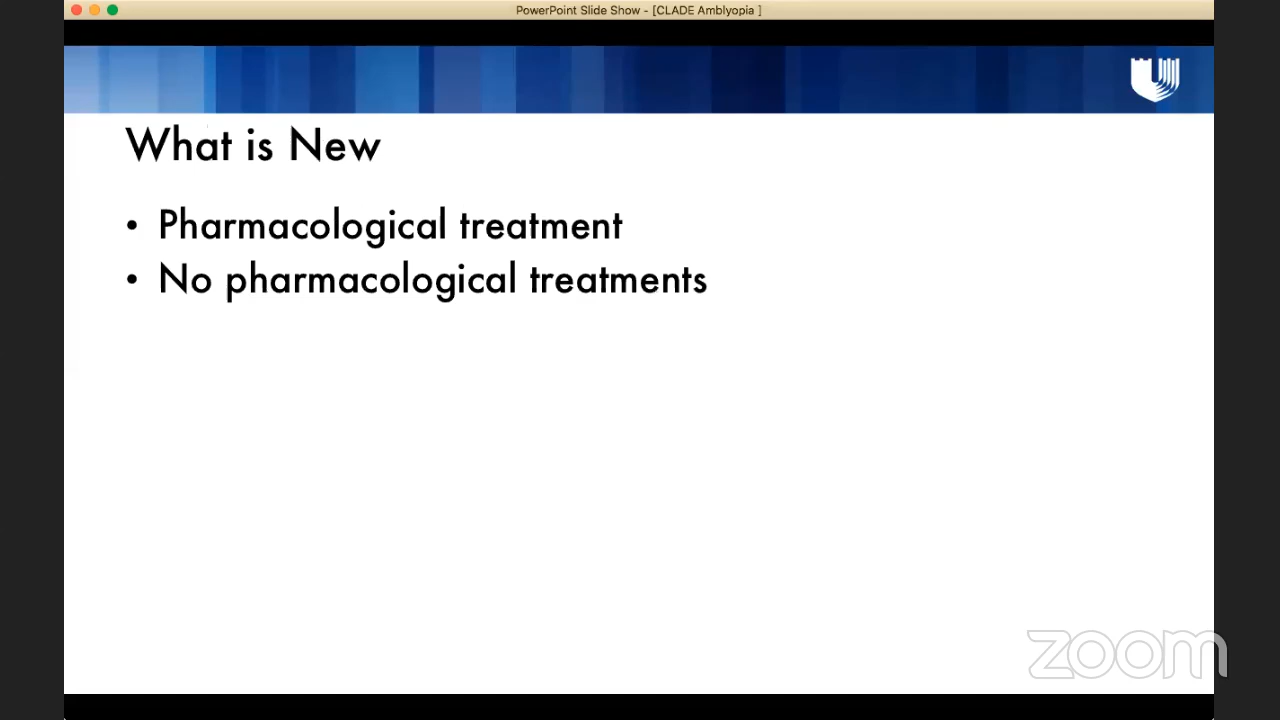 PowerPoint Slide Show - [CLADE Amblyopia ]
What is New
• Pharmacological treatment
• No pharmacological treatments
zoom